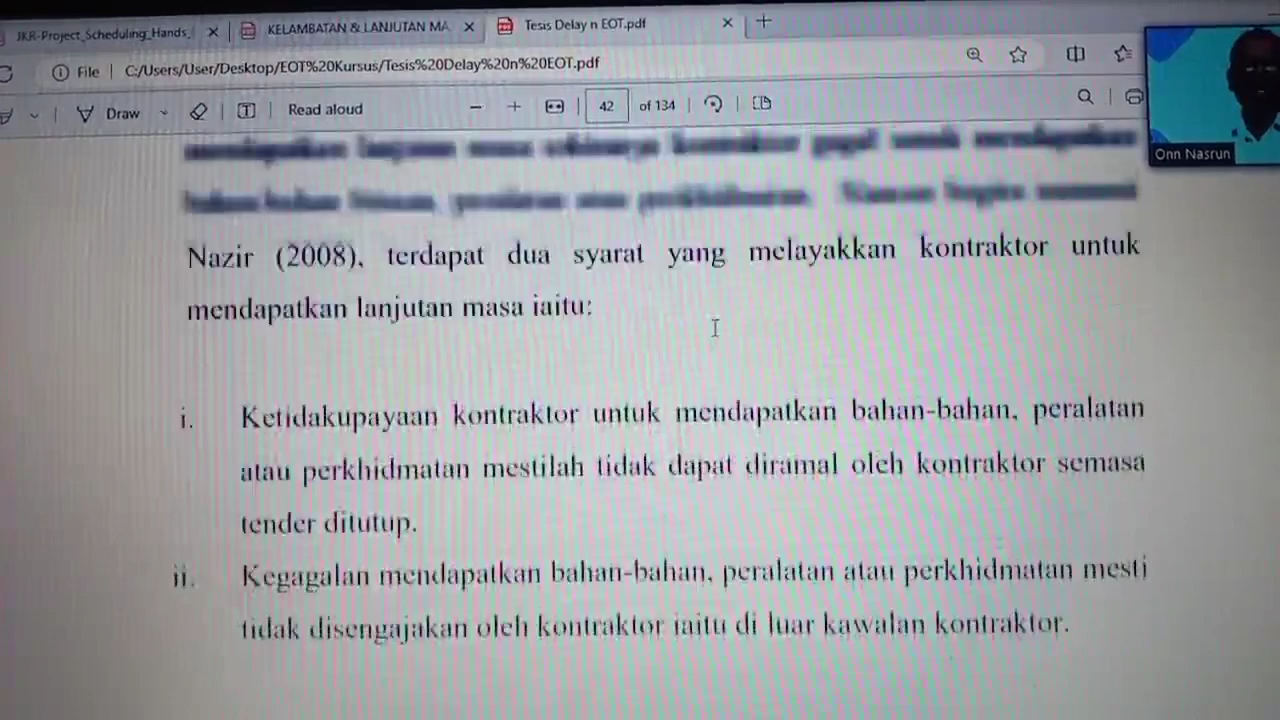 JKR-Project_Scheduling_Hands_
KELAMBATAN & LANJUTAN MA
Tesis Delay n EOT.pdf
File
C:/Users/User/Desktop/EOT%20Kursus/Tesis%20Delay%20n%20EOT.pdf
Draw
Read aloud
42
of 134
Onn Nasrun
Nazir (2008), terdapat dua syarat yang melayakkan kontraktor untuk
mendapatkan lanjutan masa iaitu:
i. Ketidakupayaan kontraktor untuk mendapatkan bahan-bahan, peralatan
atau perkhidmatan mestilah tidak dapat diramal oleh kontraktor semasa
tender ditutup.
ii. Kegagalan mendapatkan bahan-bahan, peralatan atau perkhidmatan mesti
tidak disengajakan oleh kontraktor iaitu di luar kawalan kontraktor.